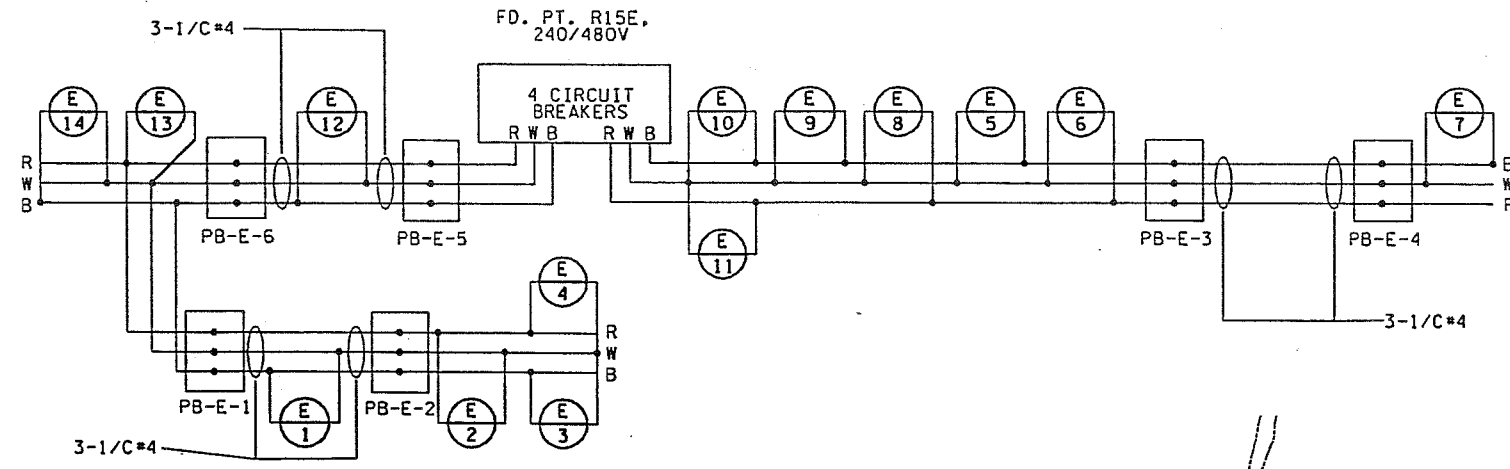 FD. PT. R15E,
240/480V
3-1/C#4
4 CIRCUIT
BREAKERS
R W B R W B
E
14
E
13
E
12
E
10
E
9
E
8
E
5
E
6
E
7
R
W
B
B
W
PB-E-6
PB-E-5
PB-E-3
PB-E-4
E
11
E
4
3-1/C#4
R
W
B
PB-E-1
PB-E-2
E
1
E
2
E
3
3-1/C#4